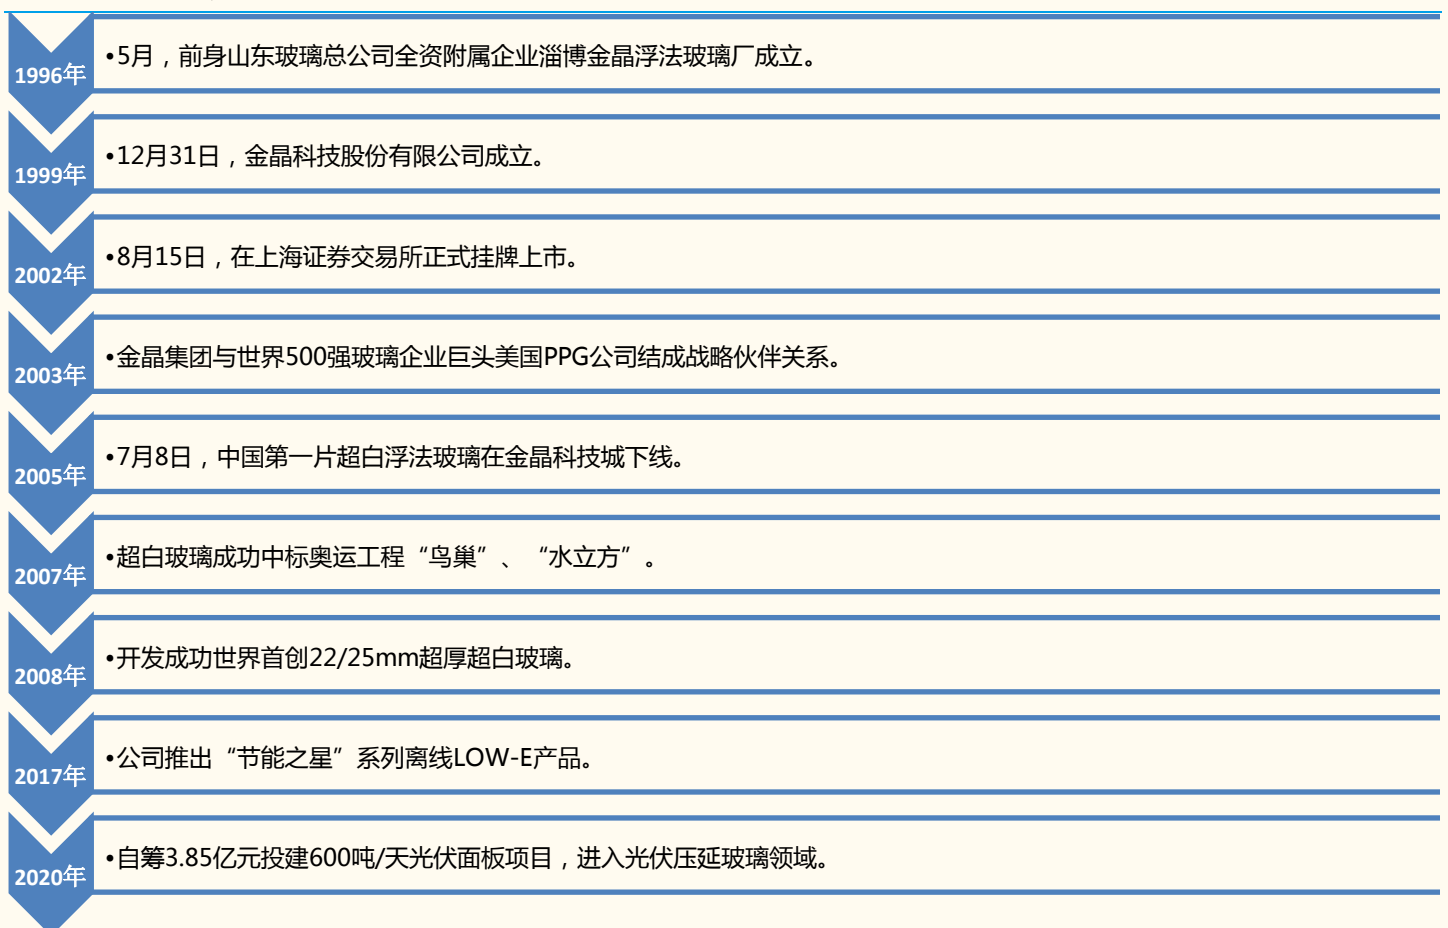 1996年
•5月，前身山东玻璃总公司全资附属企业淄博金晶浮法玻璃厂成立。
1999年
•12月31日，金晶科技股份有限公司成立。
2002年
•8月15日，在上海证券交易所正式挂牌上市。
2003年
•金晶集团与世界500强玻璃企业巨头美国PPG公司结成战略伙伴关系。
2005年
•7月8日，中国第一片超白浮法玻璃在金晶科技城下线。
2007年
•超白玻璃成功中标奥运工程“鸟巢”、“水立方”。
2008年
•开发成功世界首创22/25mm超厚超白玻璃。
2017年
•公司推出“节能之星”系列离线LOW-E产品。
2020年
•自筹3.85亿元投建600吨/天光伏面板项目，进入光伏压延玻璃领域。